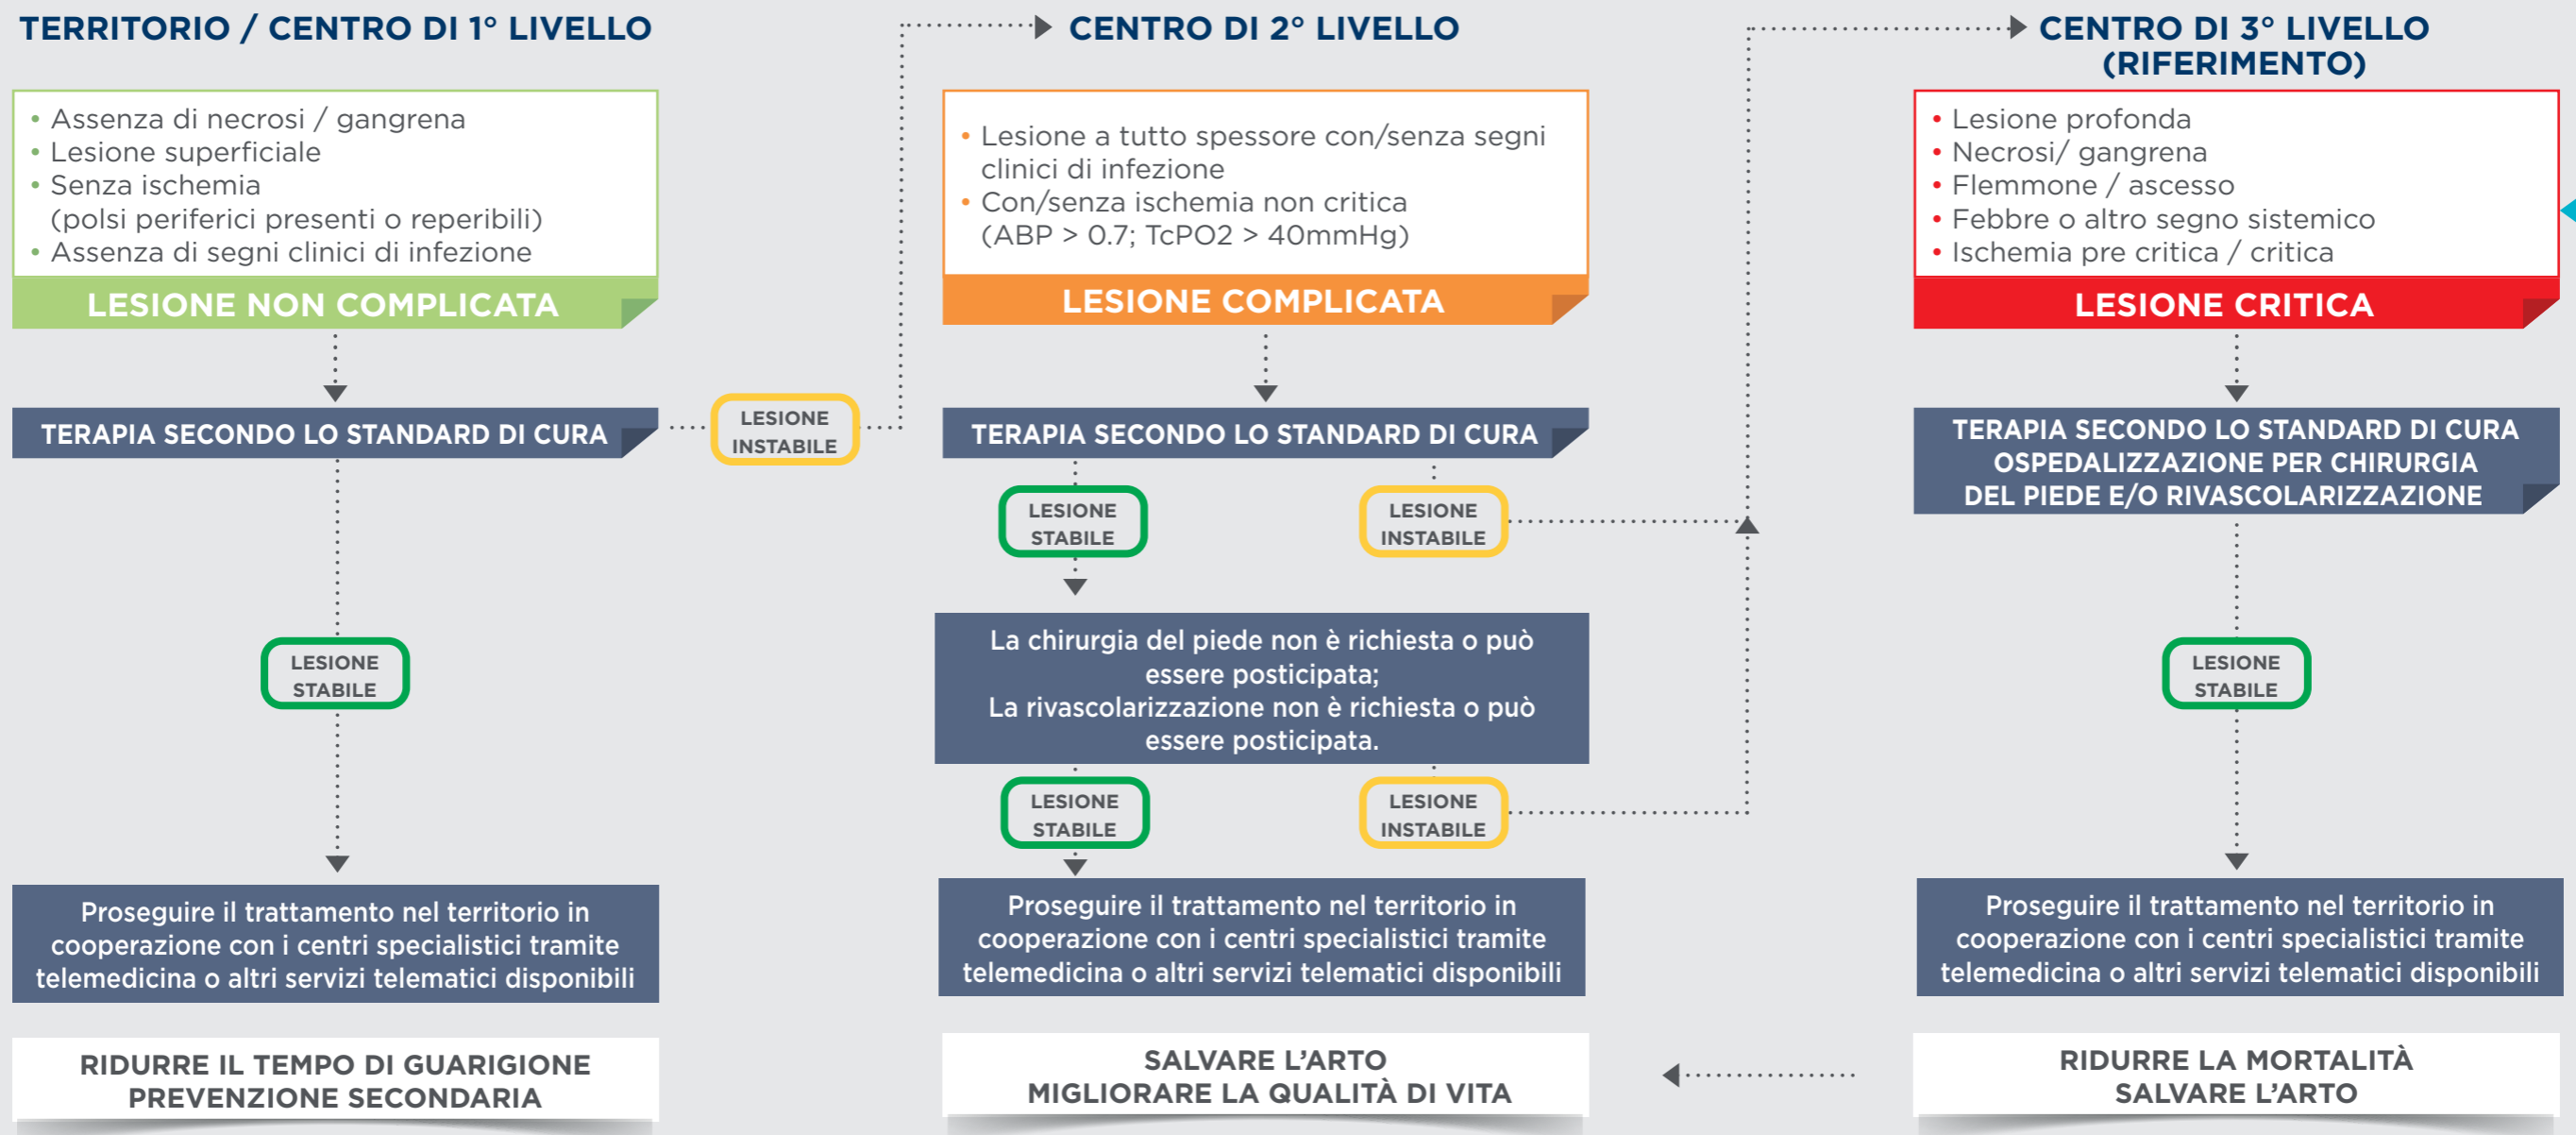 TERRITORIO / CENTRO DI 1° LIVELLO
• Assenza di necrosi / gangrena
• Lesione superficiale
• Senza ischemia
(polsi periferici presenti o reperibili)
• Assenza di segni clinici di infezione
LESIONE NON COMPLICATA
TERAPIA SECONDO LO STANDARD DI CURA
LESIONE
INSTABILE
LESIONE
STABILE
Proseguire il trattamento nel territorio in
cooperazione con i centri specialistici tramite
telemedicina o altri servizi telematici disponibili
RIDURRE IL TEMPO DI GUARIGIONE
PREVENZIONE SECONDARIA
CENTRO DI 2° LIVELLO
• Lesione a tutto spessore con/senza segni
clinici di infezione
• Con/senza ischemia non critica
(ABP > 0.7; TcPO2 > 40mmHg)
LESIONE COMPLICATA
TERAPIA SECONDO LO STANDARD DI CURA
LESIONE
STABILE
LESIONE
INSTABILE
La chirurgia del piede non è richiesta o può
essere posticipata;
La rivascolarizzazione non è richiesta o può
essere posticipata.
LESIONE
STABILE
LESIONE
INSTABILE
Proseguire il trattamento nel territorio in
cooperazione con i centri specialistici tramite
telemedicina o altri servizi telematici disponibili
SALVARE L'ARTO
MIGLIORARE LA QUALITÀ DI VITA
CENTRO DI 3° LIVELLO
(RIFERIMENTO)
• Lesione profonda
• Necrosi/ gangrena
• Flemmone / ascesso
• Febbre o altro segno sistemico
• Ischemia pre critica / critica
LESIONE CRITICA
TERAPIA SECONDO LO STANDARD DI CURA
OSPEDALIZZAZIONE PER CHIRURGIA
DEL PIEDE E/O RIVASCOLARIZZAZIONE
LESIONE
STABILE
Proseguire il trattamento nel territorio in
cooperazione con i centri specialistici tramite
telemedicina o altri servizi telematici disponibili
RIDURRE LA MORTALITÀ
SALVARE L'ARTO